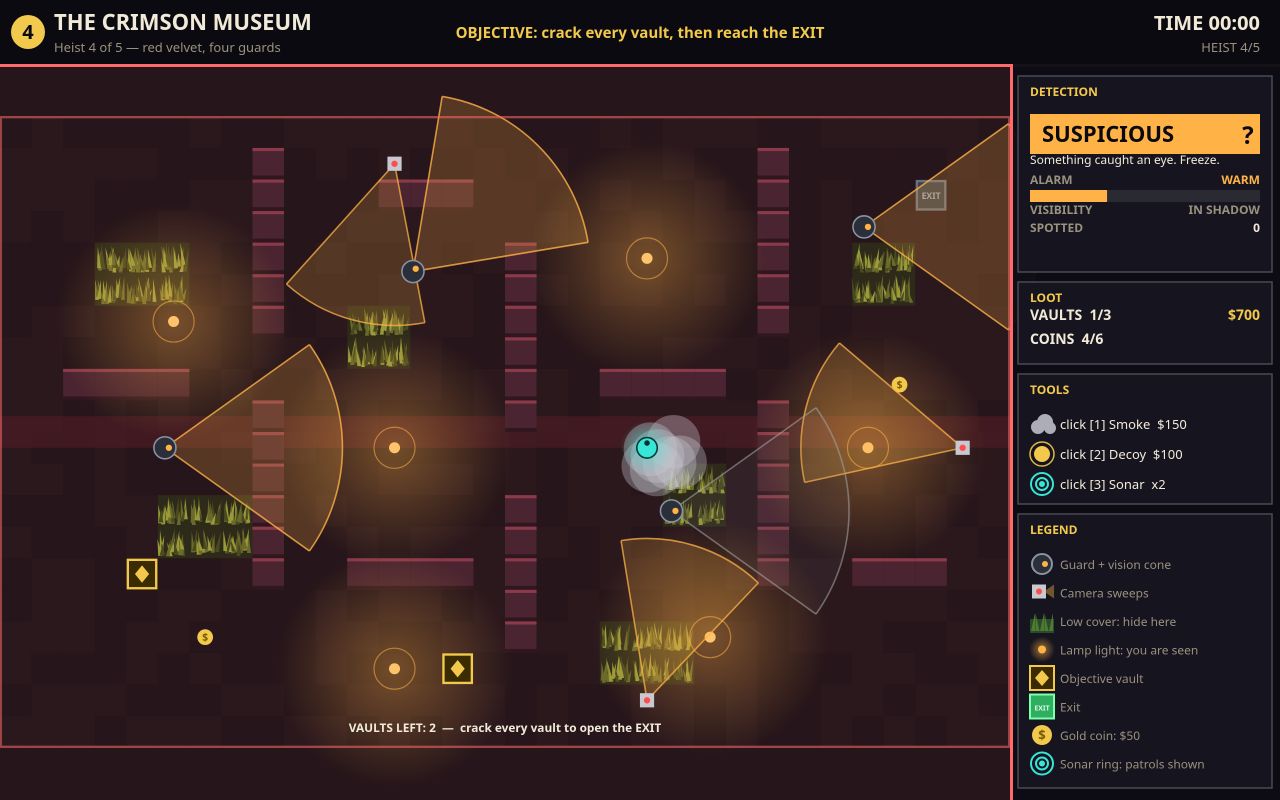 4
THE CRIMSON MUSEUM
Heist 4 of 5 — red velvet, four guards
OBJECTIVE: crack every vault, then reach the EXIT
TIME 00:00
HEIST 4/5
EXIT
$
$
VAULTS LEFT: 2 — crack every vault to open the EXIT
DETECTION
SUSPICIOUS ?
Something caught an eye. Freeze.
ALARM WARM
VISIBILITY IN SHADOW
SPOTTED 0
LOOT
VAULTS 1/3 $700
COINS 4/6
TOOLS
click [1] Smoke $150
click [2] Decoy $100
click [3] Sonar x2
LEGEND
Guard + vision cone
Camera sweeps
Low cover: hide here
Lamp light: you are seen
Objective vault
EXIT Exit
$ Gold coin: $50
Sonar ring: patrols shown